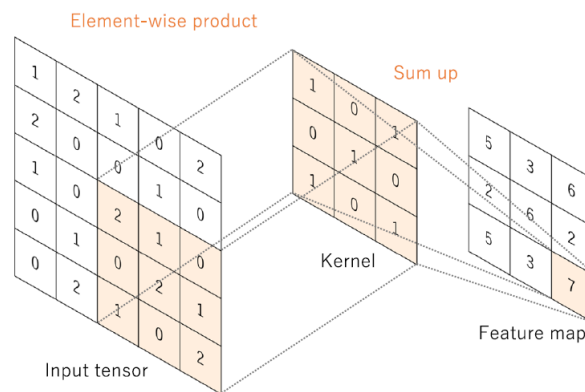 Element-wise product
Sum up
1 2 1 0 2
2 0 0 1 0
1 0 2 1 0
0 1 0 2 1
0 2 1 0 2
1 0 1
0 1 0
1 0 1
5 3 6
2 6 2
5 3 7
Kernel
Feature map
Input tensor